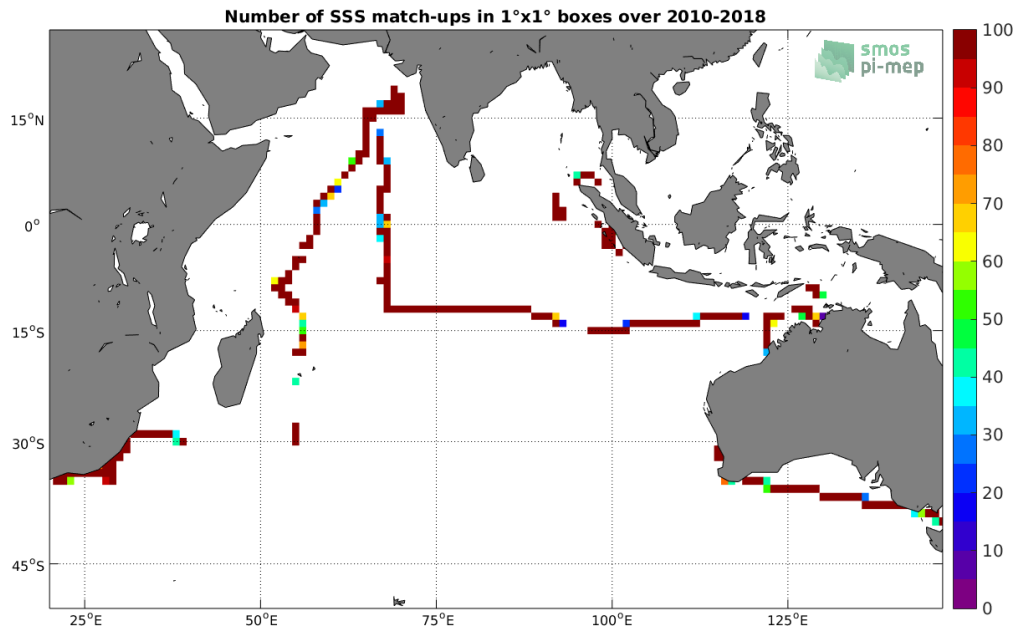 Number of SSS match-ups in 1°x1° boxes over 2010-2018
smos
pi-mep
100
90
80
70
60
50
40
30
20
10
0
15°N
0°
15°S
30°S
45°S
25°E
50°E
75°E
100°E
125°E